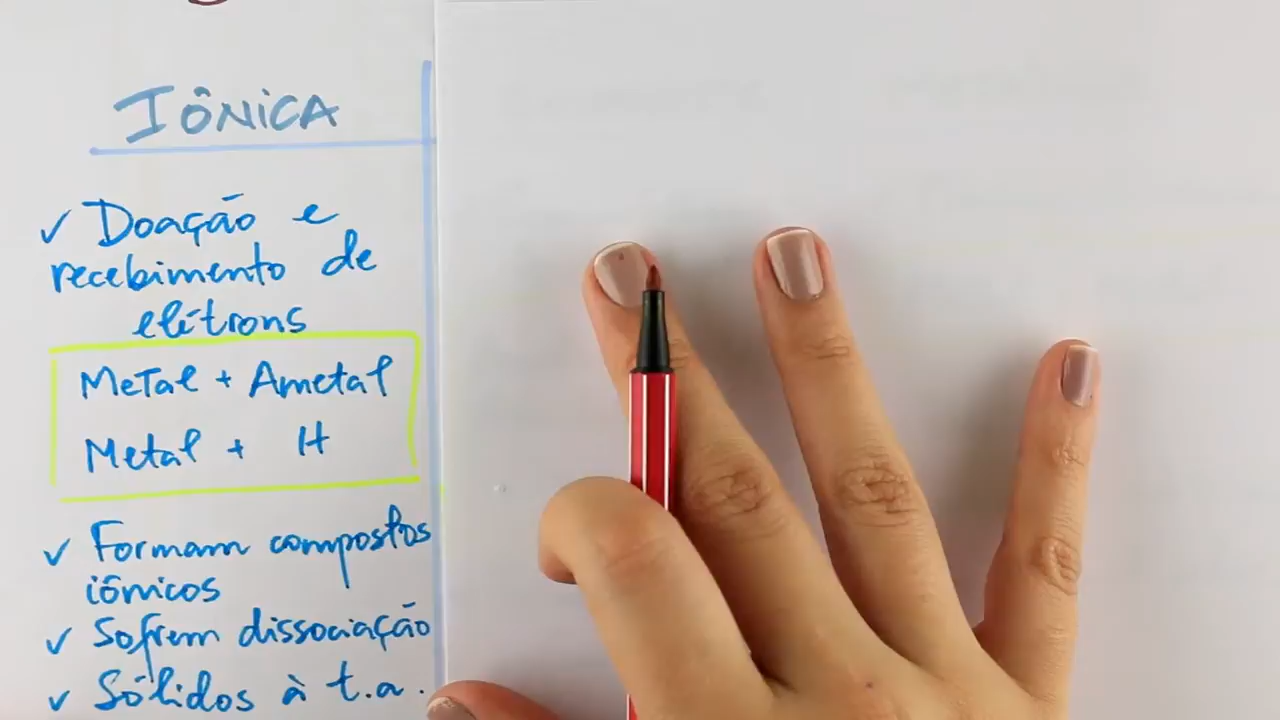 IÔNICA
✓ Doação e
recebimento de
elétrons
Metal + Ametal
Metal + H
✓ Formam compostos
iônicos
✓ Sofrem dissociação
✓ Sólidos à t.a.